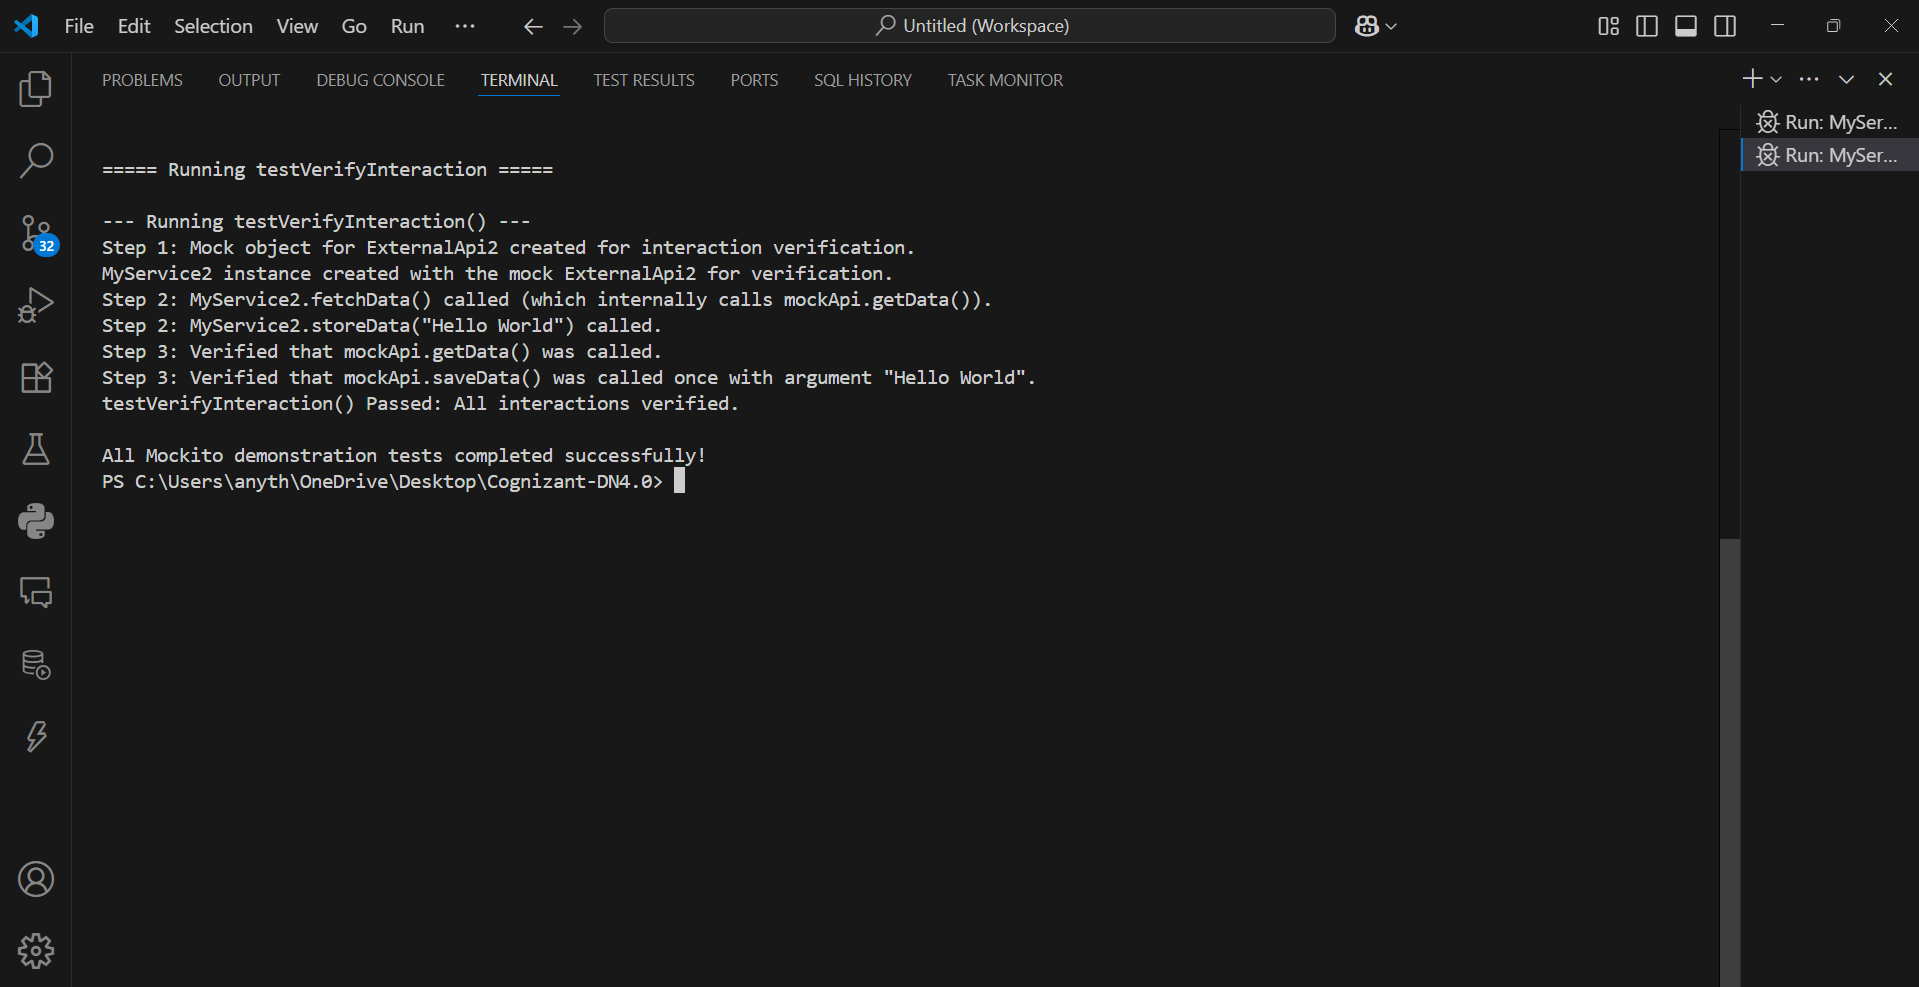 File Edit Selection View Go Run ··· Untitled (Workspace)
PROBLEMS OUTPUT DEBUG CONSOLE TERMINAL TEST RESULTS PORTS SQL HISTORY TASK MONITOR
Run: MySer...
Run: MySer...
===== Running testVerifyInteraction =====
--- Running testVerifyInteraction() ---
Step 1: Mock object for ExternalApi2 created for interaction verification.
MyService2 instance created with the mock ExternalApi2 for verification.
Step 2: MyService2.fetchData() called (which internally calls mockApi.getData()).
Step 2: MyService2.storeData("Hello World") called.
Step 3: Verified that mockApi.getData() was called.
Step 3: Verified that mockApi.saveData() was called once with argument "Hello World".
testVerifyInteraction() Passed: All interactions verified.
All Mockito demonstration tests completed successfully!
PS C:\Users\anyth\OneDrive\Desktop\Cognizant-DN4.0>
32